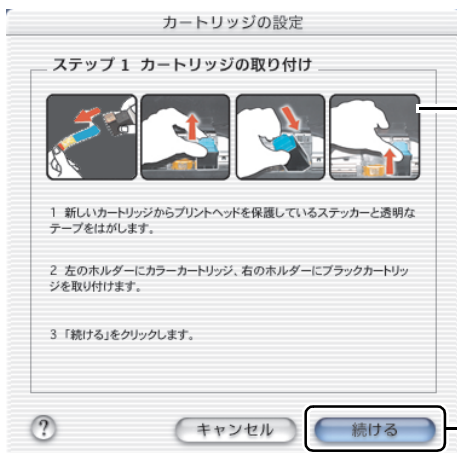 カートリッジの設定
ステップ 1 カートリッジの取り付け
1 新しいカートリッジからプリントヘッドを保護しているステッカーと透明な
テープをはがします。
2 左のホルダーにカラーカートリッジ、右のホルダーにブラックカートリッ
ジを取り付けます。
3 「続ける」をクリックします。
?
キャンセル
続ける